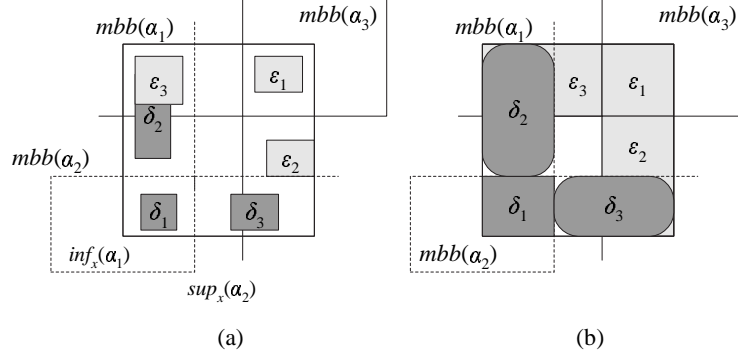 mbb(α₁)
mbb(α₃)
ε₃
ε₁
δ₂
ε₂
mbb(α₂)
δ₁
δ₃
infₓ(α₁)
supₓ(α₂)
(a)
mbb(α₁)
mbb(α₃)
ε₃
ε₁
δ₂
ε₂
δ₁
δ₃
mbb(α₂)
(b)